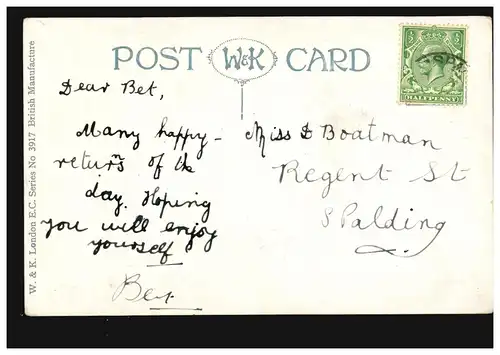 POST W&K CARD
Dear Bet,
Many happy
returns of the
day. Hoping
you will enjoy
yourself
Miss Boatman
Regent St
Spalding
HALFPENNY
W. & K. London E.C. Series No 3917 British Manufacture